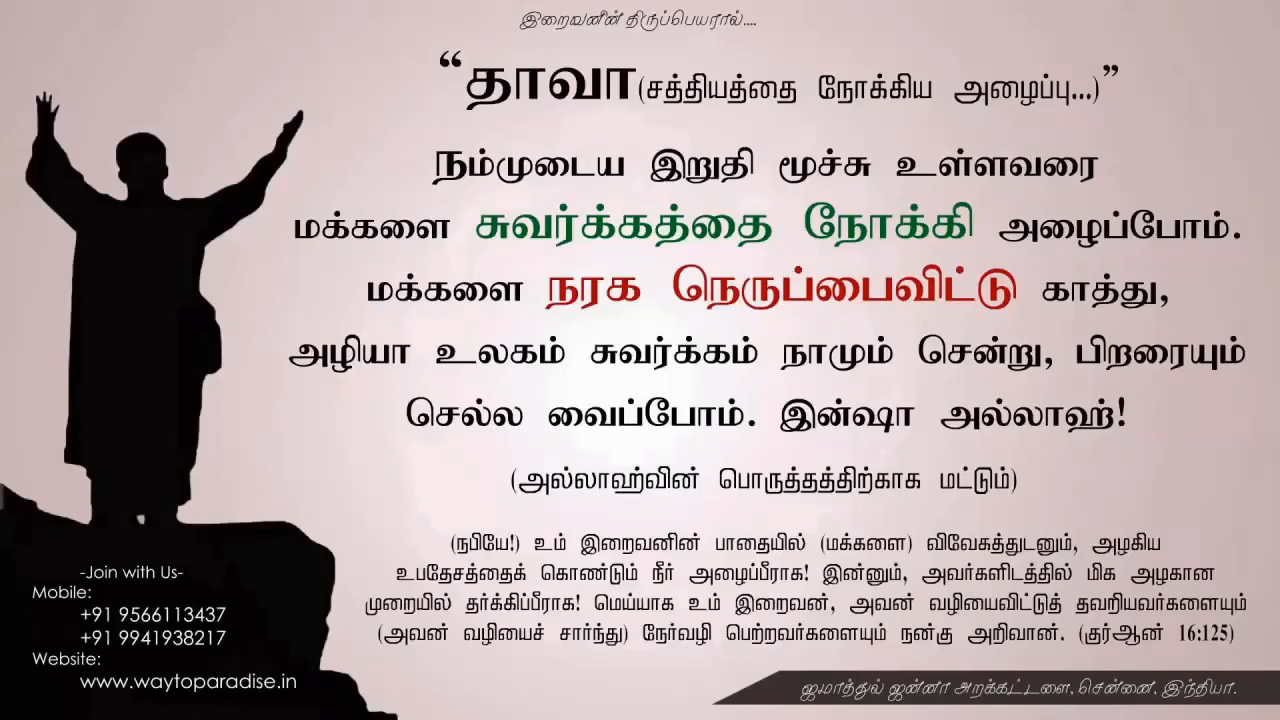 இறைவனின் திருப்பெயரால்....
“தாவா(சத்தியத்தை நோக்கிய அழைப்பு...)”
நம்முடைய இறுதி மூச்சு உள்ளவரை
மக்களை சுவர்க்கத்தை நோக்கி அழைப்போம்.
மக்களை நரக நெருப்பைவிட்டு காத்து,
அழியா உலகம் சுவர்க்கம் நாமும் சென்று, பிறரையும்
செல்ல வைப்போம். இன்ஷா அல்லாஹ்!
(அல்லாஹ்வின் பொருத்தத்திற்காக மட்டும்)
(நபியே!) உம் இறைவனின் பாதையில் (மக்களை) விவேகத்துடனும், அழகிய
உபதேசத்தைக் கொண்டும் நீர் அழைப்பீராக! இன்னும், அவர்களிடத்தில் மிக அழகான
முறையில் தர்க்கிப்பீராக! மெய்யாக உம் இறைவன், அவன் வழியைவிட்டுத் தவறியவர்களையும்
(அவன் வழியைச் சார்ந்து) நேர்வழி பெற்றவர்களையும் நன்கு அறிவான். (குர்ஆன் 16:125)
-Join with Us-
Mobile:
+91 9566113437
+91 9941938217
Website:
www.waytoparadise.in
ஜமாத்துல் ஜன்னா அறக்கட்டளை, சென்னை, இந்தியா.